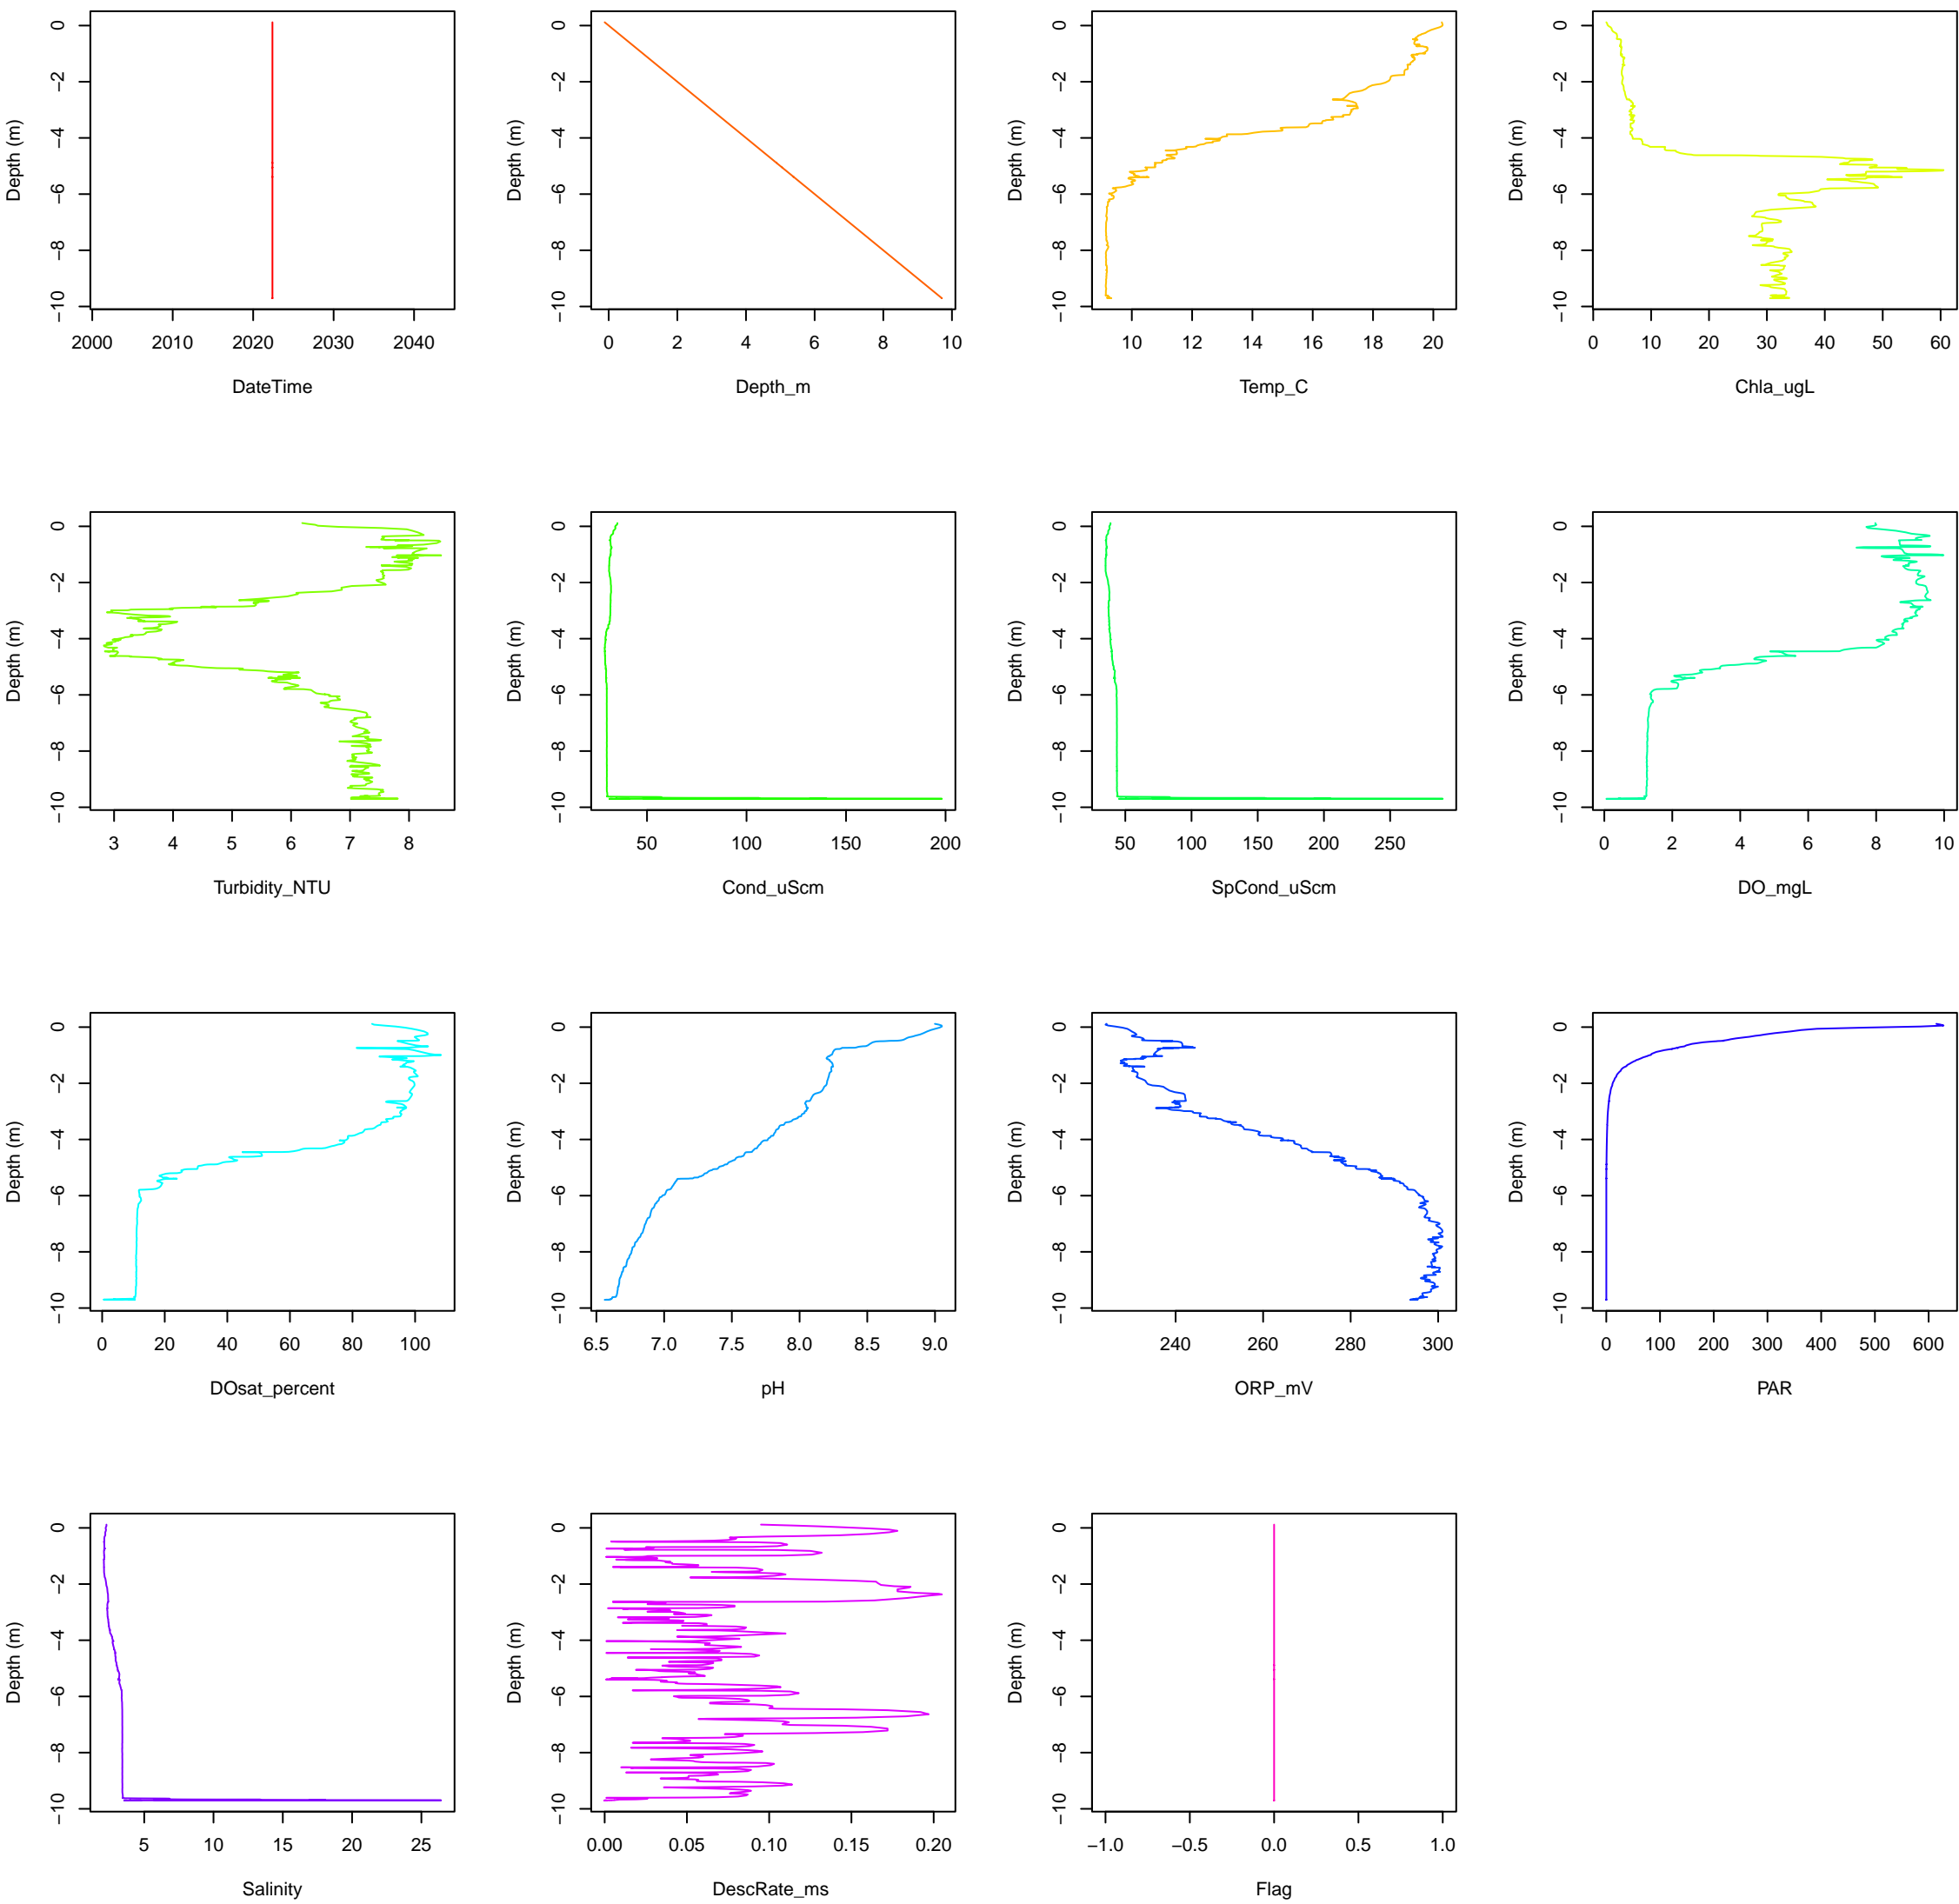 Depth (m)
0
−2
−4
−6
−8
−10
2000 2010 2020 2030 2040
DateTime
Depth (m)
0
−2
−4
−6
−8
−10
0 2 4 6 8 10
Depth_m
Depth (m)
0
−2
−4
−6
−8
−10
10 12 14 16 18 20
Temp_C
Depth (m)
0
−2
−4
−6
−8
−10
0 10 20 30 40 50 60
Chla_ugL
Depth (m)
0
−2
−4
−6
−8
−10
3 4 5 6 7 8
Turbidity_NTU
Depth (m)
0
−2
−4
−6
−8
−10
50 100 150 200
Cond_uScm
Depth (m)
0
−2
−4
−6
−8
−10
50 100 150 200 250
SpCond_uScm
Depth (m)
0
−2
−4
−6
−8
−10
0 2 4 6 8 10
DO_mgL
Depth (m)
0
−2
−4
−6
−8
−10
0 20 40 60 80 100
DOsat_percent
Depth (m)
0
−2
−4
−6
−8
−10
6.5 7.0 7.5 8.0 8.5 9.0
pH
Depth (m)
0
−2
−4
−6
−8
−10
240 260 280 300
ORP_mV
Depth (m)
0
−2
−4
−6
−8
−10
0 100 200 300 400 500 600
PAR
Depth (m)
0
−2
−4
−6
−8
−10
5 10 15 20 25
Salinity
Depth (m)
0
−2
−4
−6
−8
−10
0.00 0.05 0.10 0.15 0.20
DescRate_ms
Depth (m)
0
−2
−4
−6
−8
−10
−1.0 −0.5 0.0 0.5 1.0
Flag